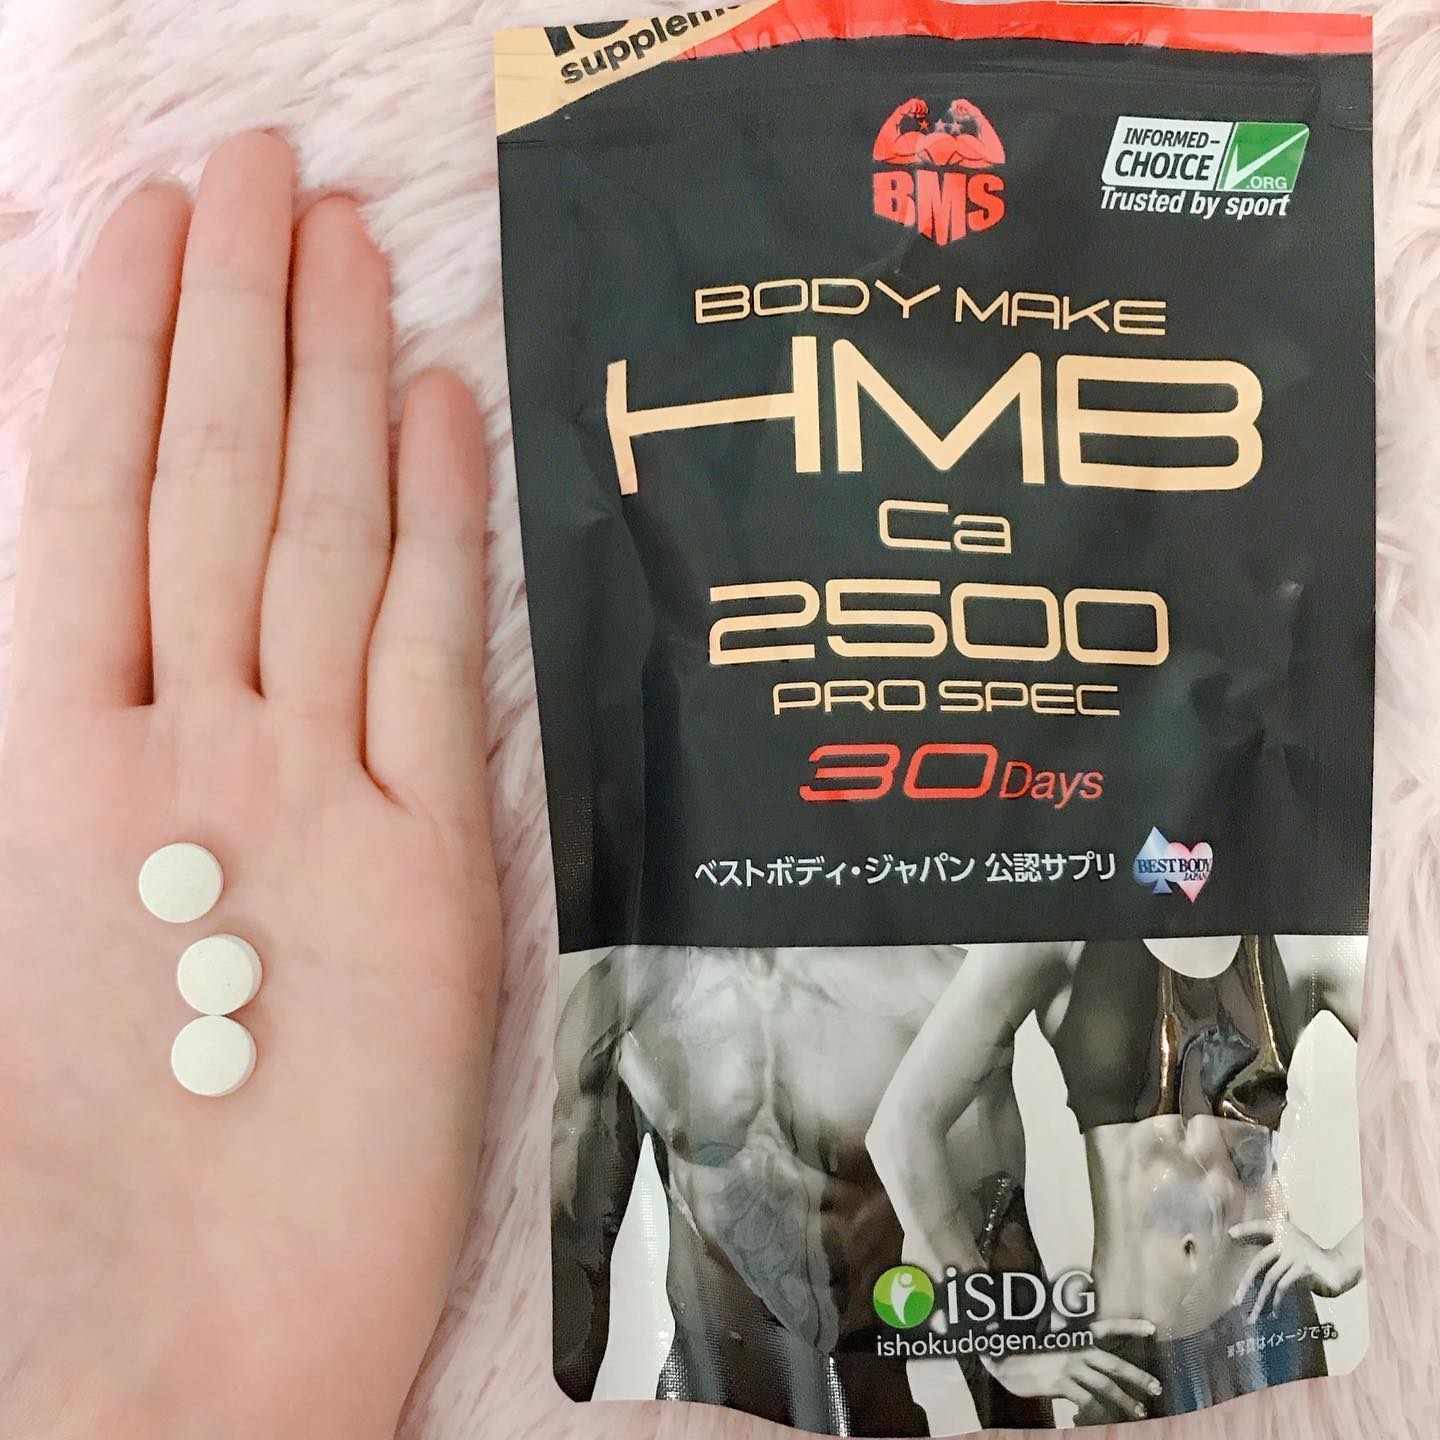 BMS
INFORMED-
CHOICE
.ORG
Trusted by sport
BODY MAKE
HMB
Ca
2500
PRO SPEC
30 Days
ベストボディ・ジャパン 公認サプリ
BEST BODY
JAPAN
iSDG
ishokudogen.com
※写真はイメージです。